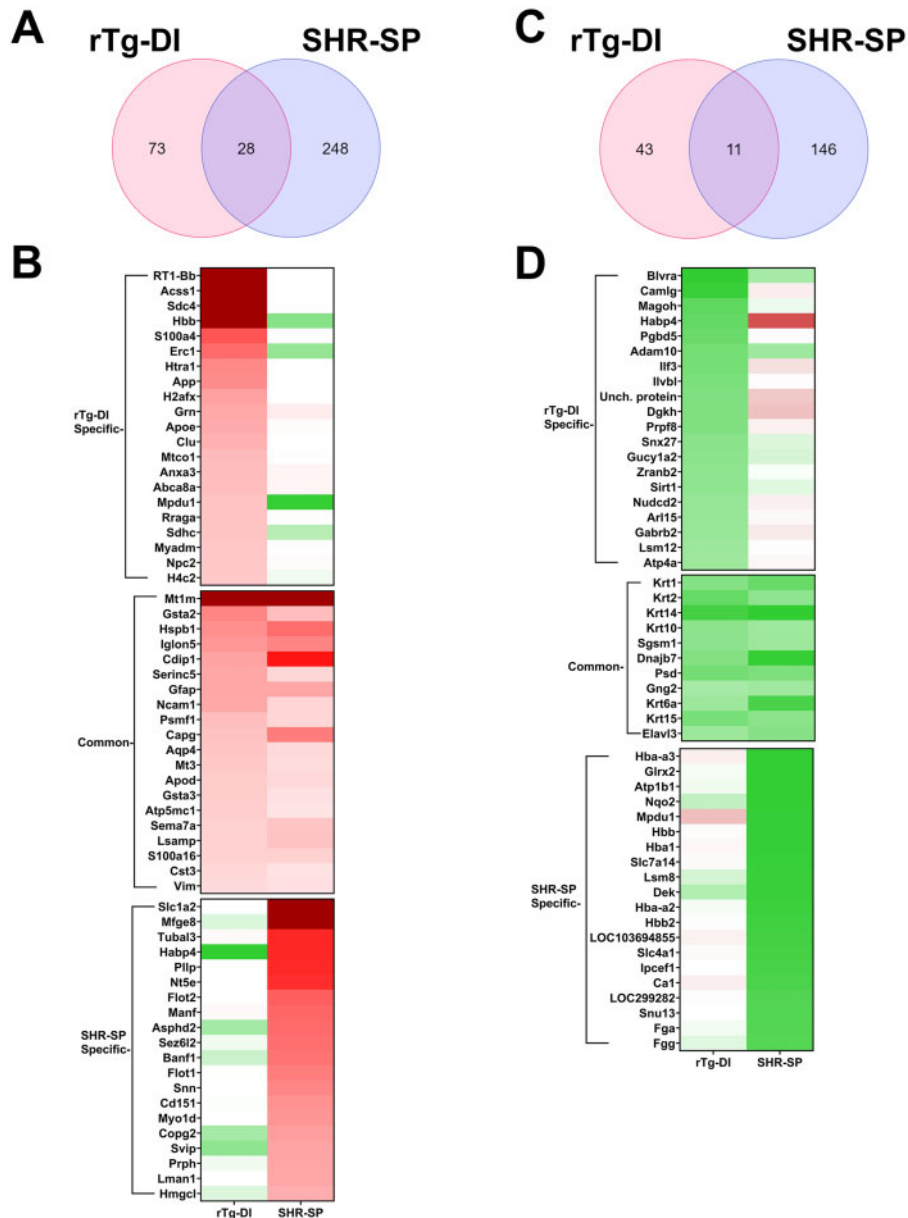 A
rTg-DI SHR-SP
73 28 248
B
rTg-DI
Specific-
RT1-Bb
Acss1
Sdc4
Hbb
S100a4
Erc1
Htra1
App
H2afx
Grn
Apoe
Clu
Mtco1
Anxa3
Abca8a
Mpdu1
Rraga
Sdhc
Myadm
Npc2
H4c2
Common-
Mt1m
Gsta2
Hspb1
Iglon5
Cdip1
Serinc5
Gfap
Ncam1
Psmf1
Capg
Aqp4
Mt3
Apod
Gsta3
Atp5mc1
Sema7a
Lsamp
S100a16
Cst3
Vim
SHR-SP
Specific-
Slc1a2
Mfge8
Tubal3
Habp4
Pllp
Nt5e
Flot2
Manf
Asphd2
Sez6l2
Banf1
Flot1
Snn
Cd151
Myo1d
Copg2
Svip
Prph
Lman1
Hmgcl
rTg-DI SHR-SP
C
rTg-DI SHR-SP
43 11 146
D
rTg-DI
Specific-
Blvra
Camlg
Magoh
Habp4
Pgbd5
Adam10
Ilf3
Ilvbl
Unch. protein
Dgkh
Prpf8
Snx27
Gucy1a2
Zranb2
Sirt1
Nudcd2
Arl15
Gabrb2
Lsm12
Atp4a
Common-
Krt1
Krt2
Krt14
Krt10
Sgsm1
Dnajb7
Psd
Gng2
Krt6a
Krt15
Elavl3
SHR-SP
Specific-
Hba-a3
Glrx2
Atp1b1
Nqo2
Mpdu1
Hbb
Hba1
Slc7a14
Lsm8
Dek
Hba-a2
Hbb2
LOC103694855
Slc4a1
Ipcef1
Ca1
LOC299282
Snu13
Fga
Fgg
rTg-DI SHR-SP